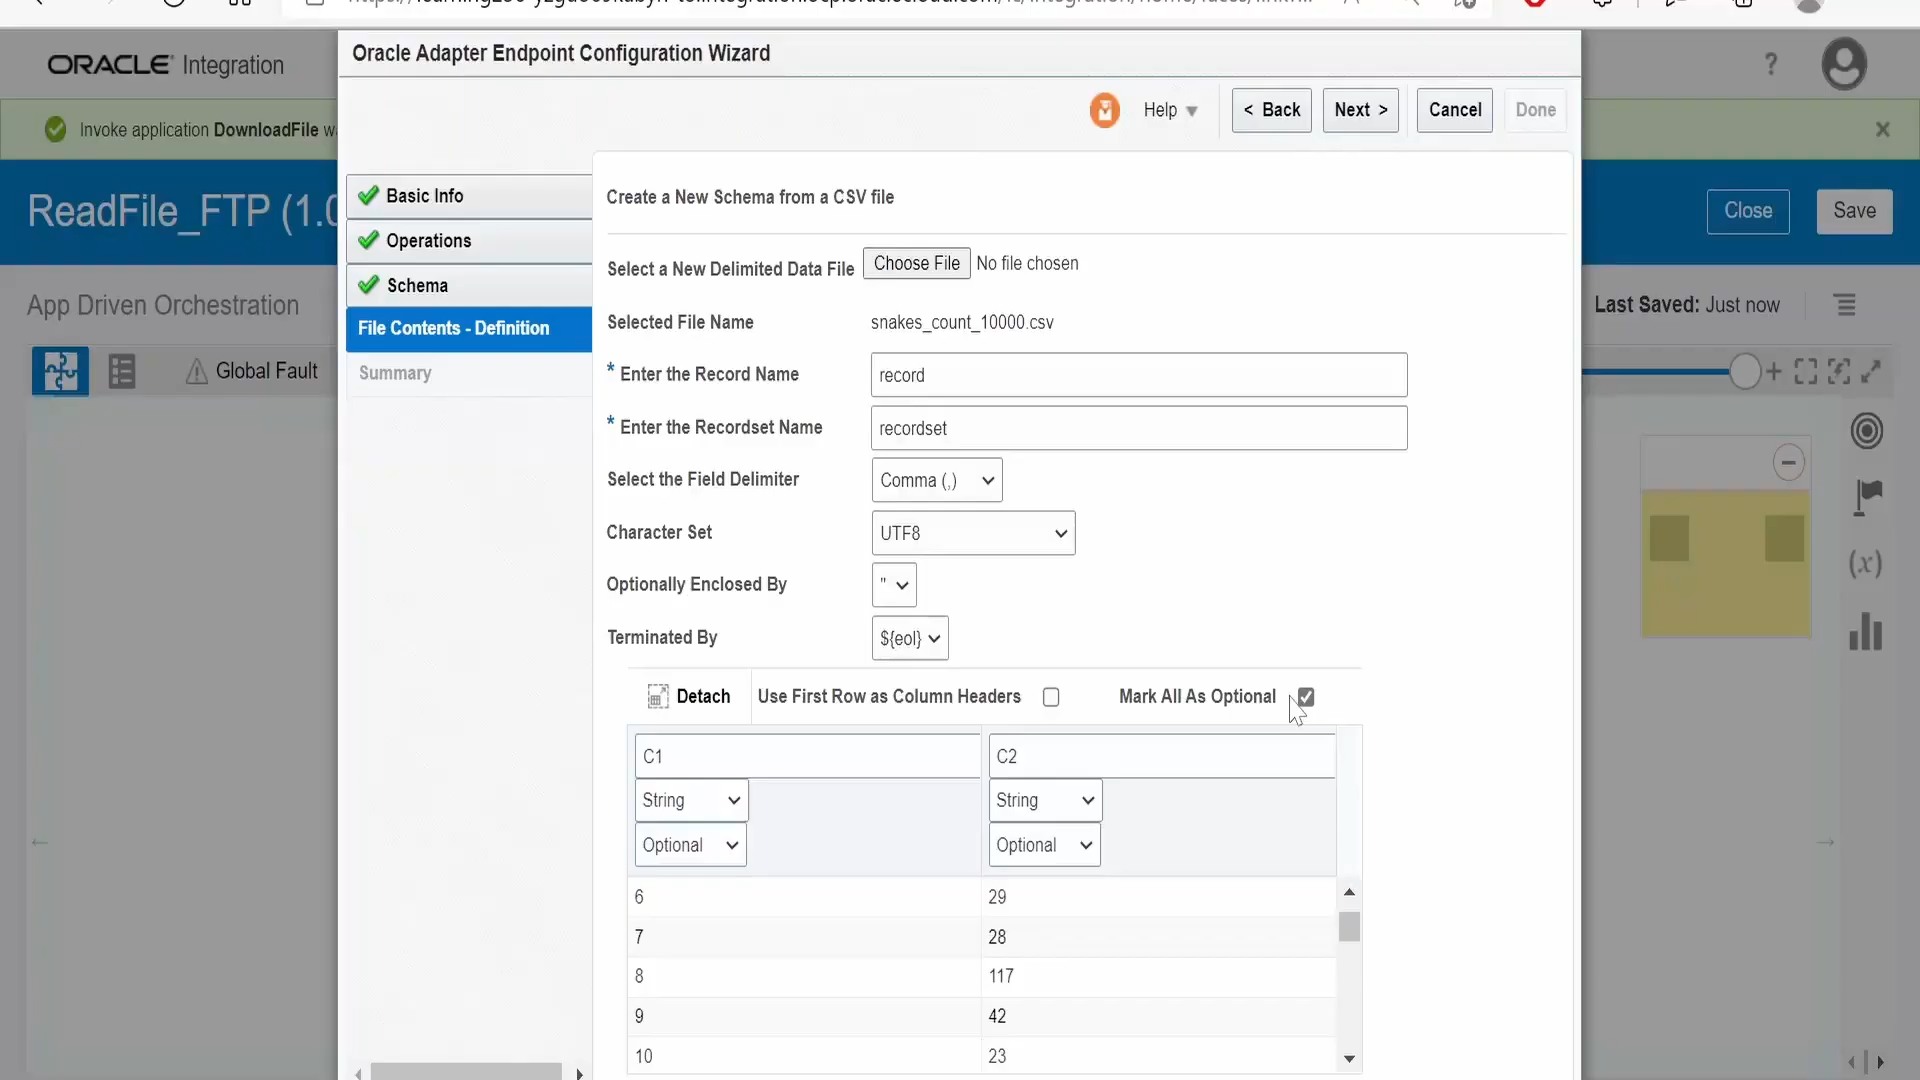 Oracle Adapter Endpoint Configuration Wizard
ORACLE Integration
?
Help
< Back
Next >
Cancel
Done
Invoke application DownloadFile
ReadFile_FTP (1.0
Close
Save
Basic Info
Operations
Schema
File Contents - Definition
Summary
App Driven Orchestration
Last Saved: Just now
Global Fault
Create a New Schema from a CSV file
Select a New Delimited Data File
Choose File
No file chosen
Selected File Name
snakes_count_10000.csv
* Enter the Record Name
record
* Enter the Recordset Name
recordset
Select the Field Delimiter
Comma (,)
Character Set
UTF8
Optionally Enclosed By
"
Terminated By
${eol}
Detach
Use First Row as Column Headers
Mark All As Optional
C1
C2
String
String
Optional
Optional
6
29
7
28
8
117
9
42
10
23
(x)